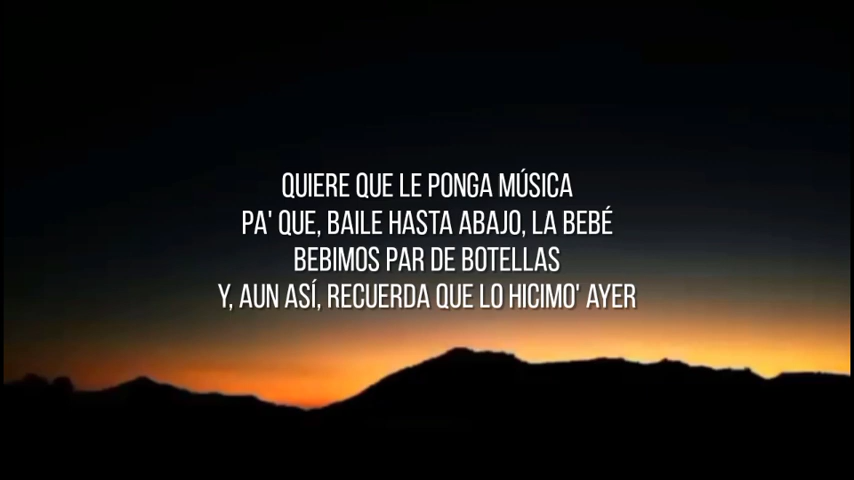 QUIERE QUE LE PONGA MÚSICA
PA' QUE, BAILE HASTA ABAJO, LA BEBÉ
BEBIMOS PAR DE BOTELLAS
Y, AUN ASÍ, RECUERDA QUE LO HICIMO' AYER